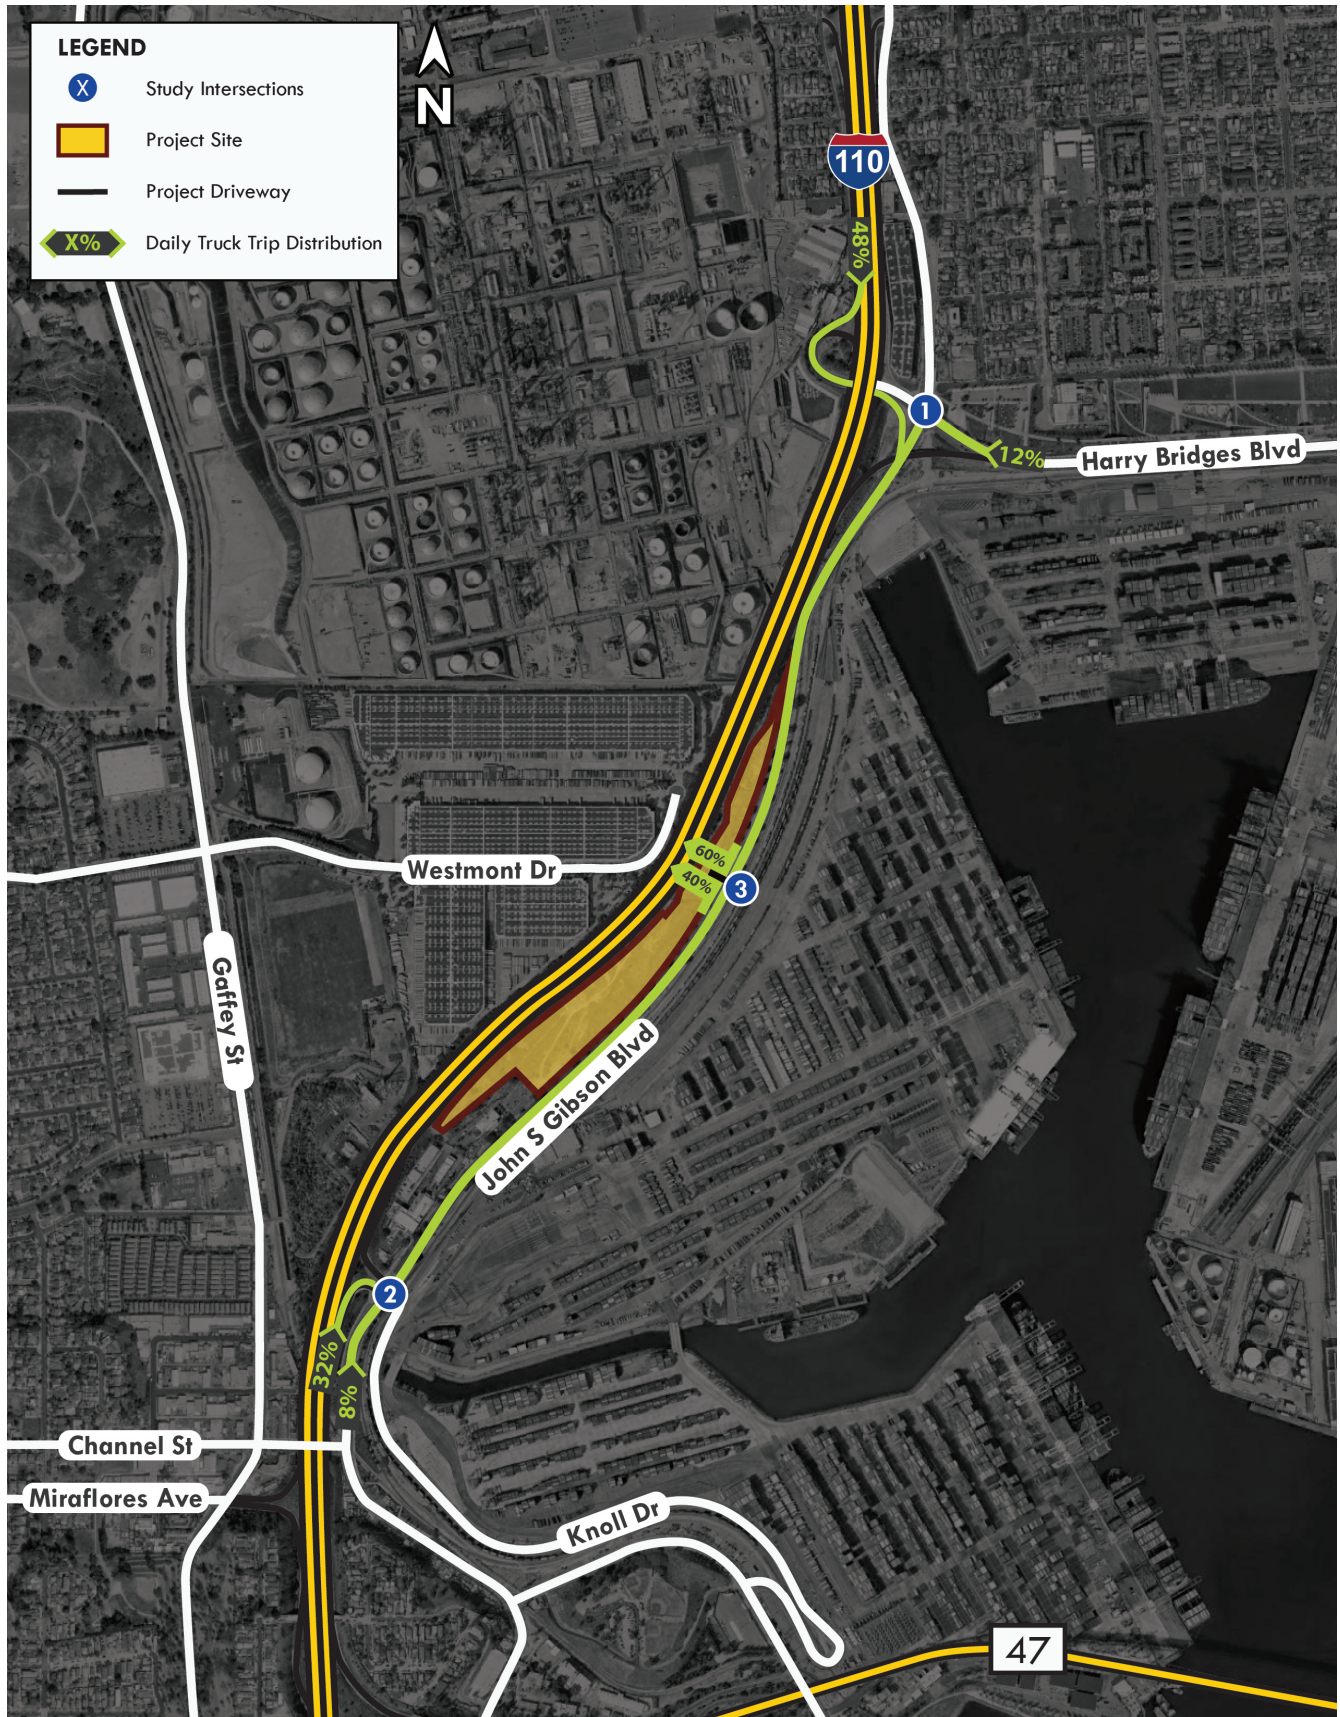 LEGEND
X Study Intersections
Project Site
Project Driveway
X% Daily Truck Trip Distribution
N
110
48%
1
12%
Harry Bridges Blvd
60%
40%
3
Westmont Dr
Gaffey St
John S Gibson Blvd
2
32%
8%
Channel St
Miraflores Ave
Knoll Dr
47